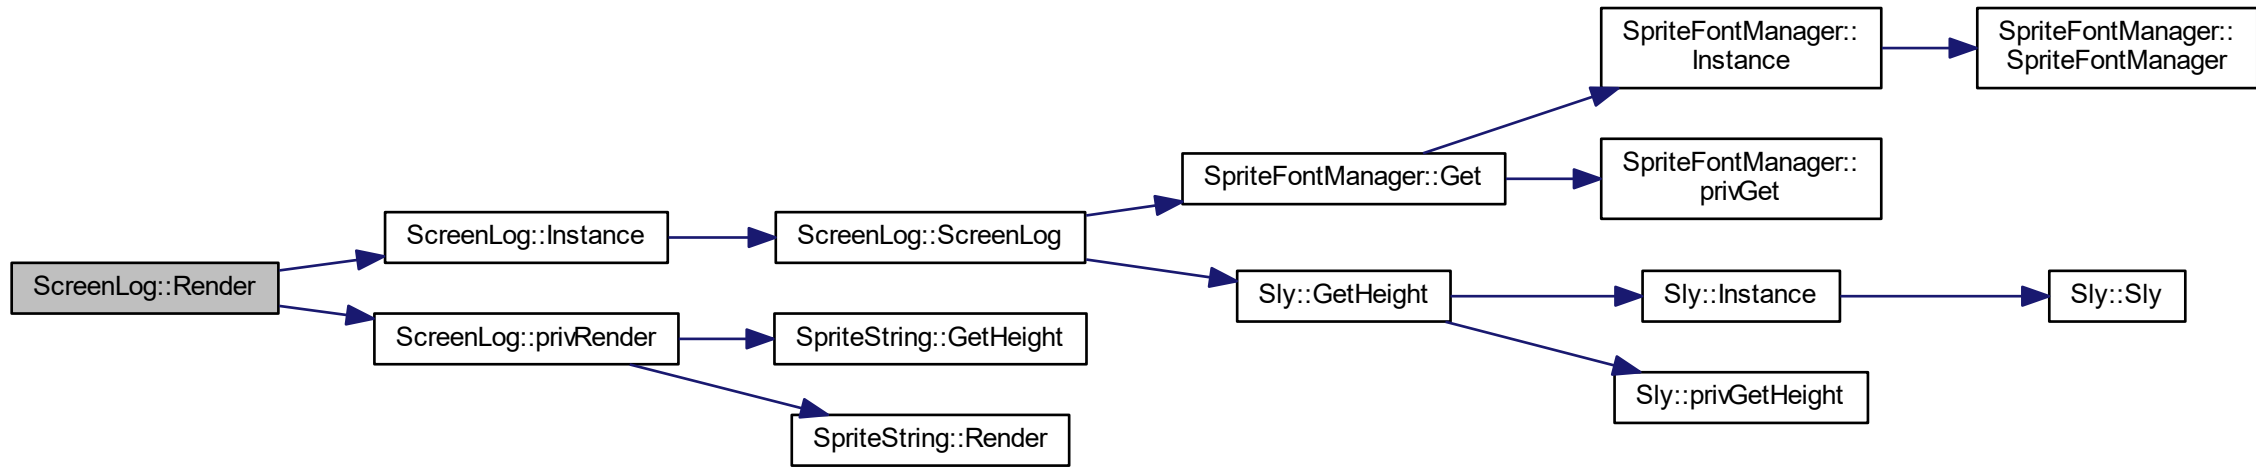 ScreenLog::Render
ScreenLog::Instance
ScreenLog::privRender
ScreenLog::ScreenLog
SpriteString::GetHeight
SpriteString::Render
SpriteFontManager::Get
Sly::GetHeight
SpriteFontManager::
Instance
SpriteFontManager::
privGet
Sly::Instance
Sly::privGetHeight
SpriteFontManager::
SpriteFontManager
Sly::Sly